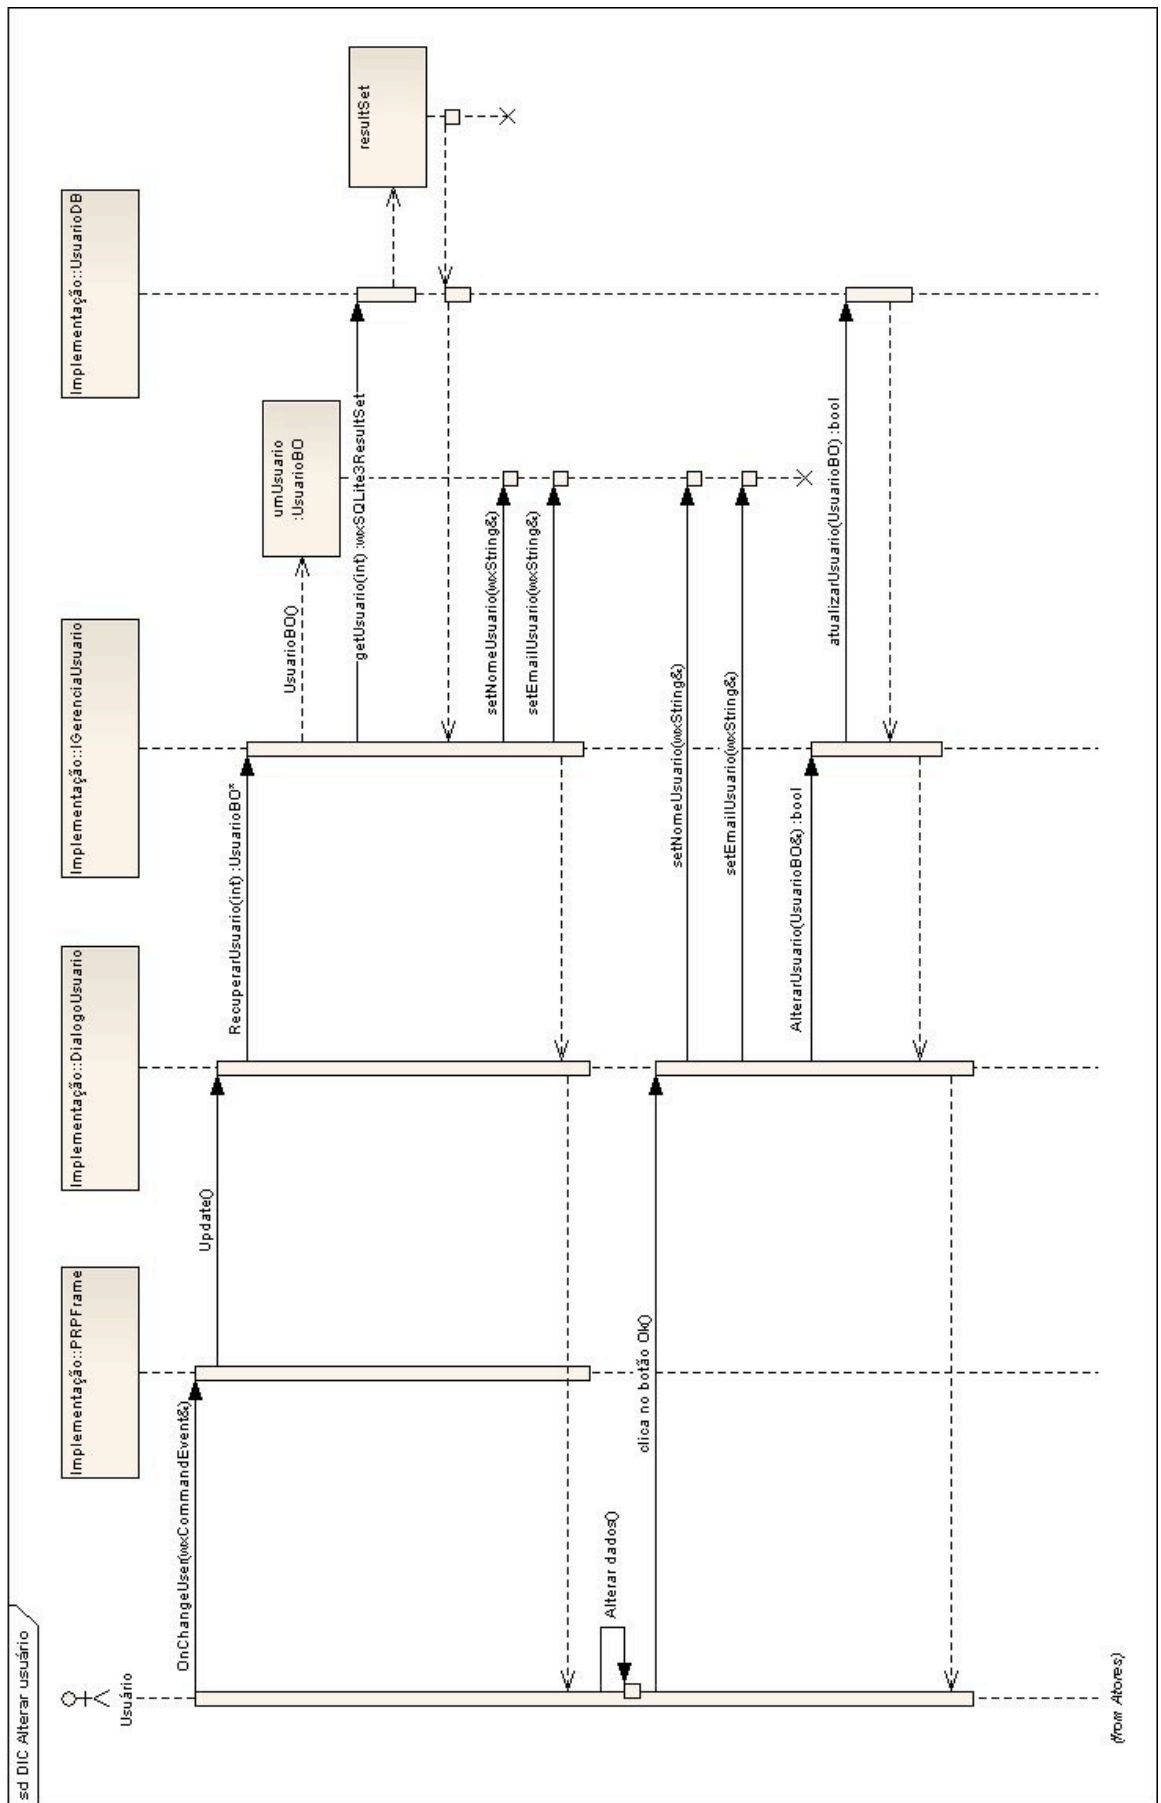 sd DIC Alterar usuário
Usuário
Implementação::PRPFrame
Implementação::DialogoUsuario
Implementação::IGerenciaUsuario
Implementação::UsuarioDB
OnChangeUser(wxCommandEvent&)
Update()
RecuperarUsuario(int) :UsuarioBO*
UsuarioBO()
umUsuario
:UsuarioBO
getUsuario(int) :wxSQLite3ResultSet
resultSet
setNomeUsuario(wxString&)
setEmailUsuario(wxString&)
Alterar dados()
clica no botão Ok()
setNomeUsuario(wxString&)
setEmailUsuario(wxString&)
AlterarUsuario(UsuarioBO&) :bool
atualizarUsuario(UsuarioBO) :bool
(from Atores)